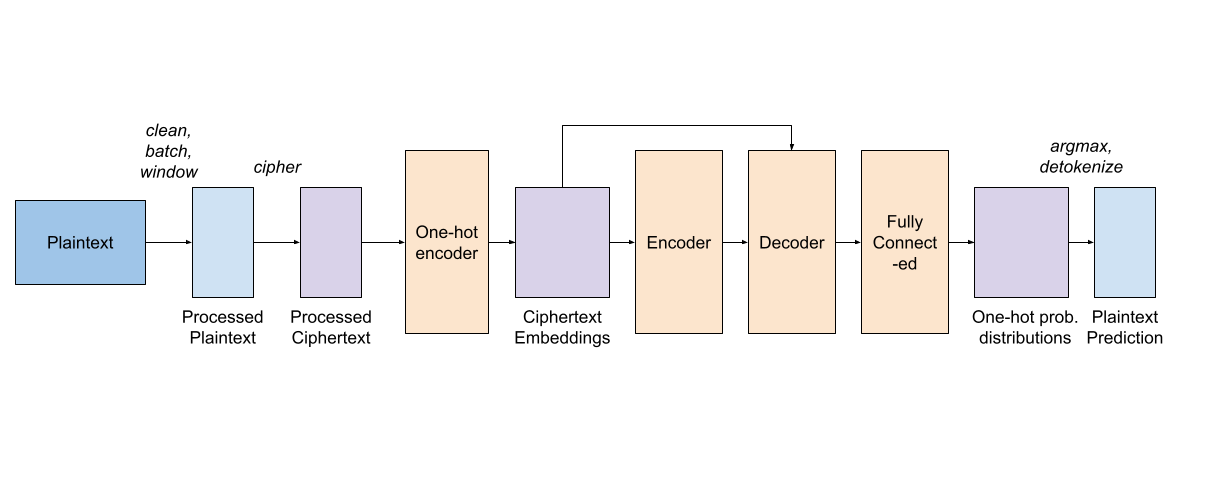 clean,
batch,
window
cipher
argmax,
detokenize
Plaintext
One-hot
encoder
Encoder
Decoder
Fully
Connect
-ed
Processed
Plaintext
Processed
Ciphertext
Ciphertext
Embeddings
One-hot prob.
distributions
Plaintext
Prediction